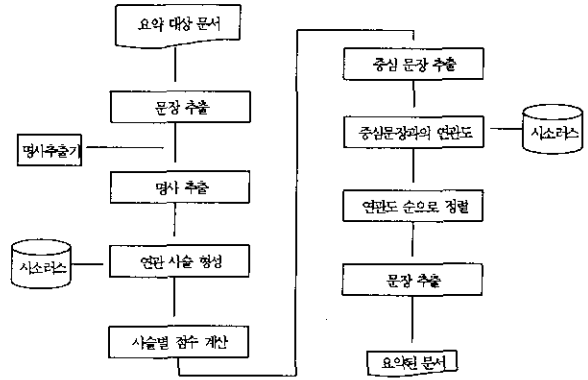 요약 대상 문서
문장 추출
명사추출기
명사 추출
시소러스
연관 사슬 형성
사슬별 점수 계산
중심 문장 추출
중심문장과의 연관도
시소러스
연관도 순으로 정렬
문장 추출
요약된 문서